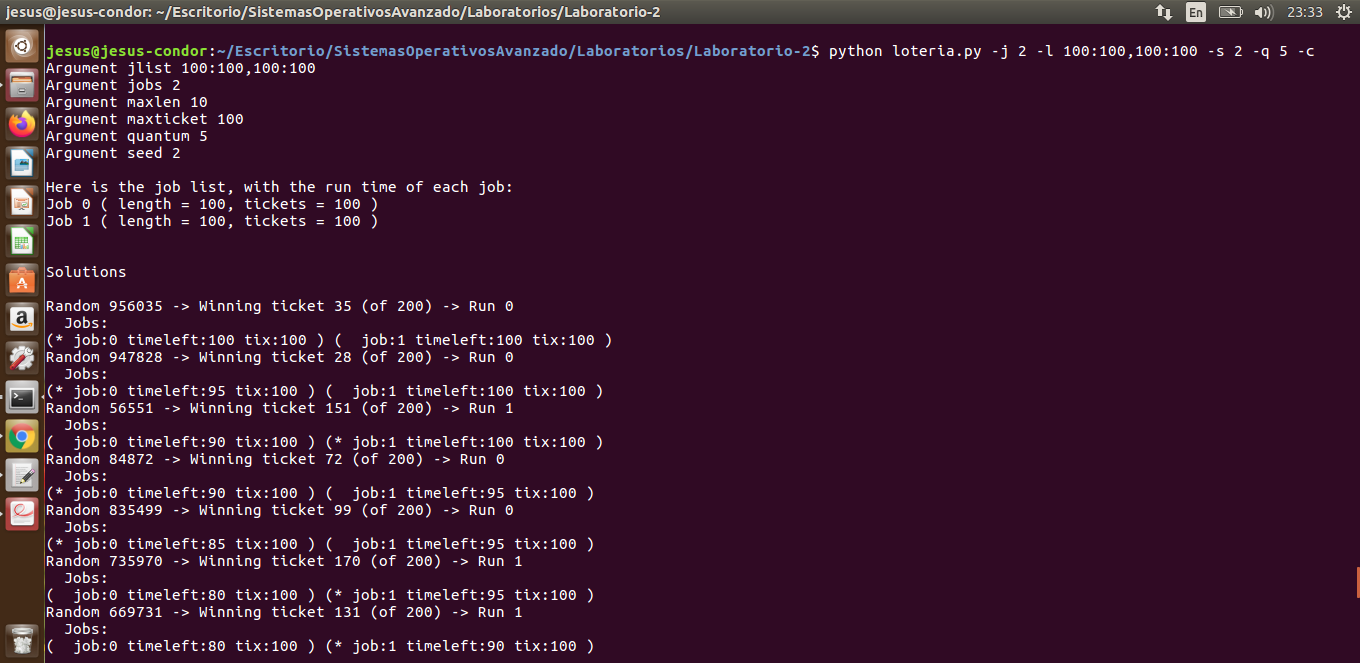 jesus@jesus-condor: ~/Escritorio/SistemasOperativosAvanzado/Laboratorios/Laboratorio-2 En 23:33
jesus@jesus-condor:~/Escritorio/SistemasOperativosAvanzado/Laboratorios/Laboratorio-2$ python loteria.py -j 2 -l 100:100,100:100 -s 2 -q 5 -c
Argument jlist 100:100,100:100
Argument jobs 2
Argument maxlen 10
Argument maxticket 100
Argument quantum 5
Argument seed 2
Here is the job list, with the run time of each job:
Job 0 ( length = 100, tickets = 100 )
Job 1 ( length = 100, tickets = 100 )
Solutions
Random 956035 -> Winning ticket 35 (of 200) -> Run 0
Jobs:
(* job:0 timeleft:100 tix:100 ) (  job:1 timeleft:100 tix:100 )
Random 947828 -> Winning ticket 28 (of 200) -> Run 0
Jobs:
(* job:0 timeleft:95 tix:100 ) (  job:1 timeleft:100 tix:100 )
Random 56551 -> Winning ticket 151 (of 200) -> Run 1
Jobs:
(  job:0 timeleft:90 tix:100 ) (* job:1 timeleft:100 tix:100 )
Random 84872 -> Winning ticket 72 (of 200) -> Run 0
Jobs:
(* job:0 timeleft:90 tix:100 ) (  job:1 timeleft:95 tix:100 )
Random 835499 -> Winning ticket 99 (of 200) -> Run 0
Jobs:
(* job:0 timeleft:85 tix:100 ) (  job:1 timeleft:95 tix:100 )
Random 735970 -> Winning ticket 170 (of 200) -> Run 1
Jobs:
(  job:0 timeleft:80 tix:100 ) (* job:1 timeleft:95 tix:100 )
Random 669731 -> Winning ticket 131 (of 200) -> Run 1
Jobs:
(  job:0 timeleft:80 tix:100 ) (* job:1 timeleft:90 tix:100 )